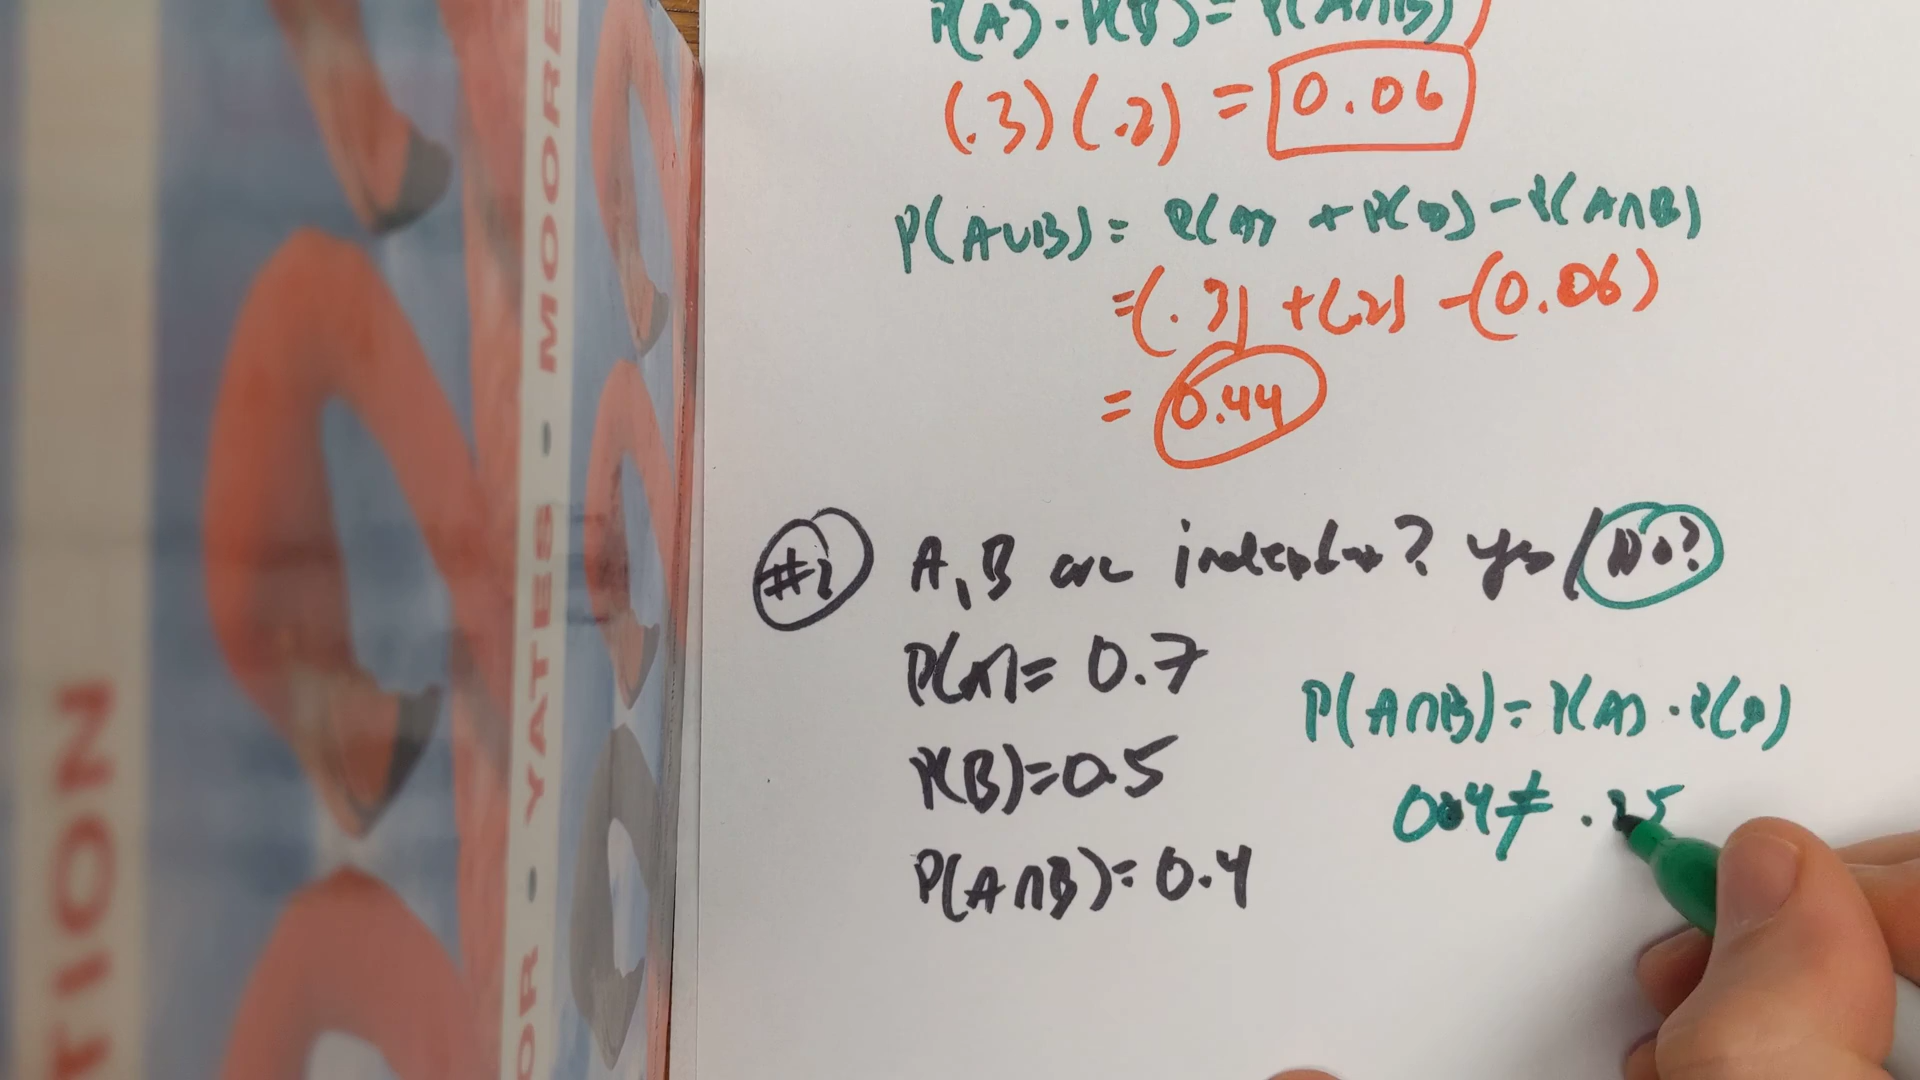 P(A) · P(B) = P(A∩B)
(.3)(.2) = 0.06
P(A∪B) = P(A) + P(B) - P(A∩B)
= (.3) + (.2) - (0.06)
= 0.44
#2 A, B are independent? yes / No?
P(A) = 0.7
P(B) = 0.5
P(A∩B) = 0.4
P(A∩B) = P(A) · P(B)
0.4 ≠ .35
TION
OR · YATES · MOORE